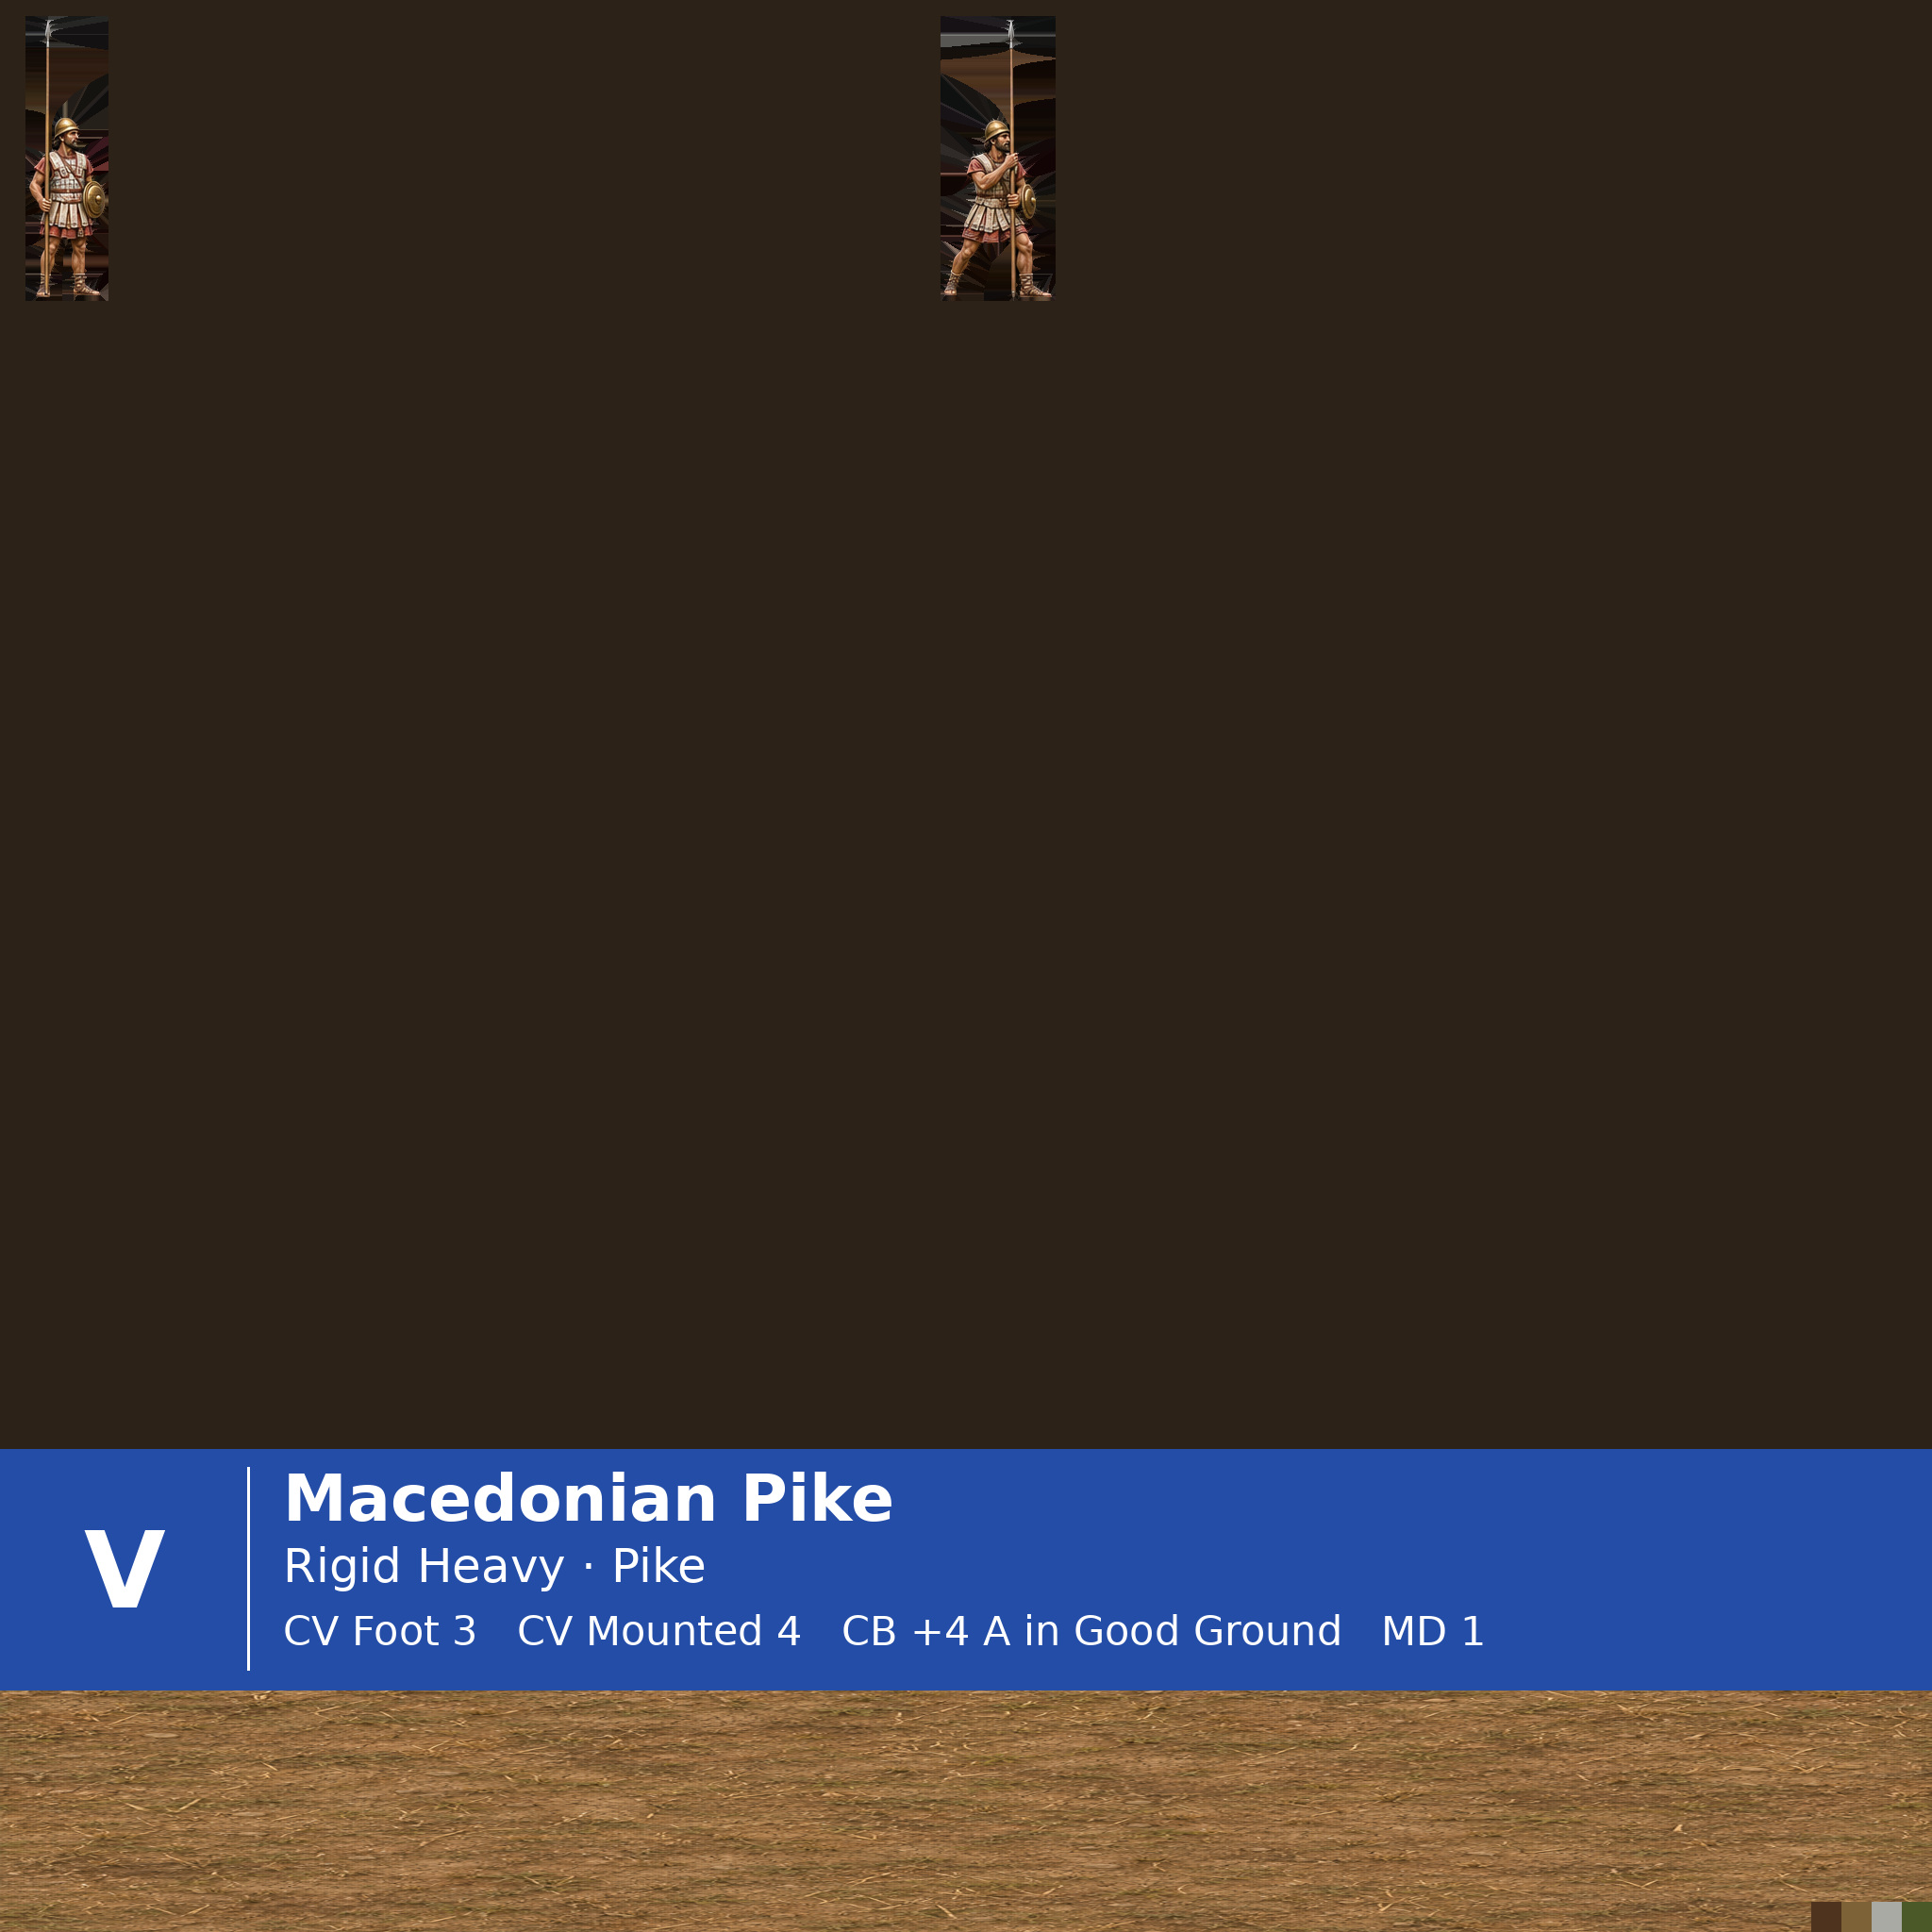 V
Macedonian Pike
Rigid Heavy · Pike
CV Foot 3 CV Mounted 4 CB +4 A in Good Ground MD 1